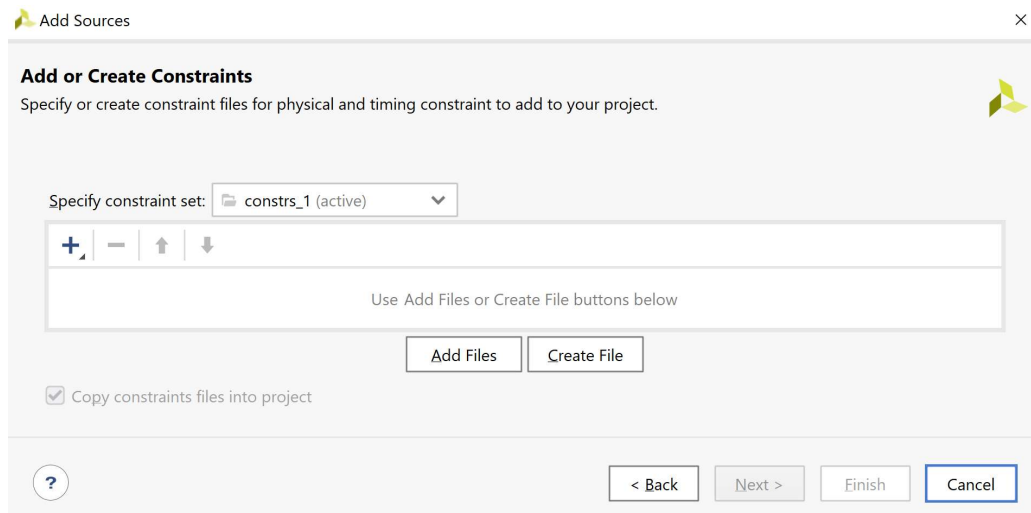 Add Sources
Add or Create Constraints
Specify or create constraint files for physical and timing constraint to add to your project.
Specify constraint set: constrs_1 (active)
Use Add Files or Create File buttons below
Add Files Create File
Copy constraints files into project
? < Back Next > Finish Cancel